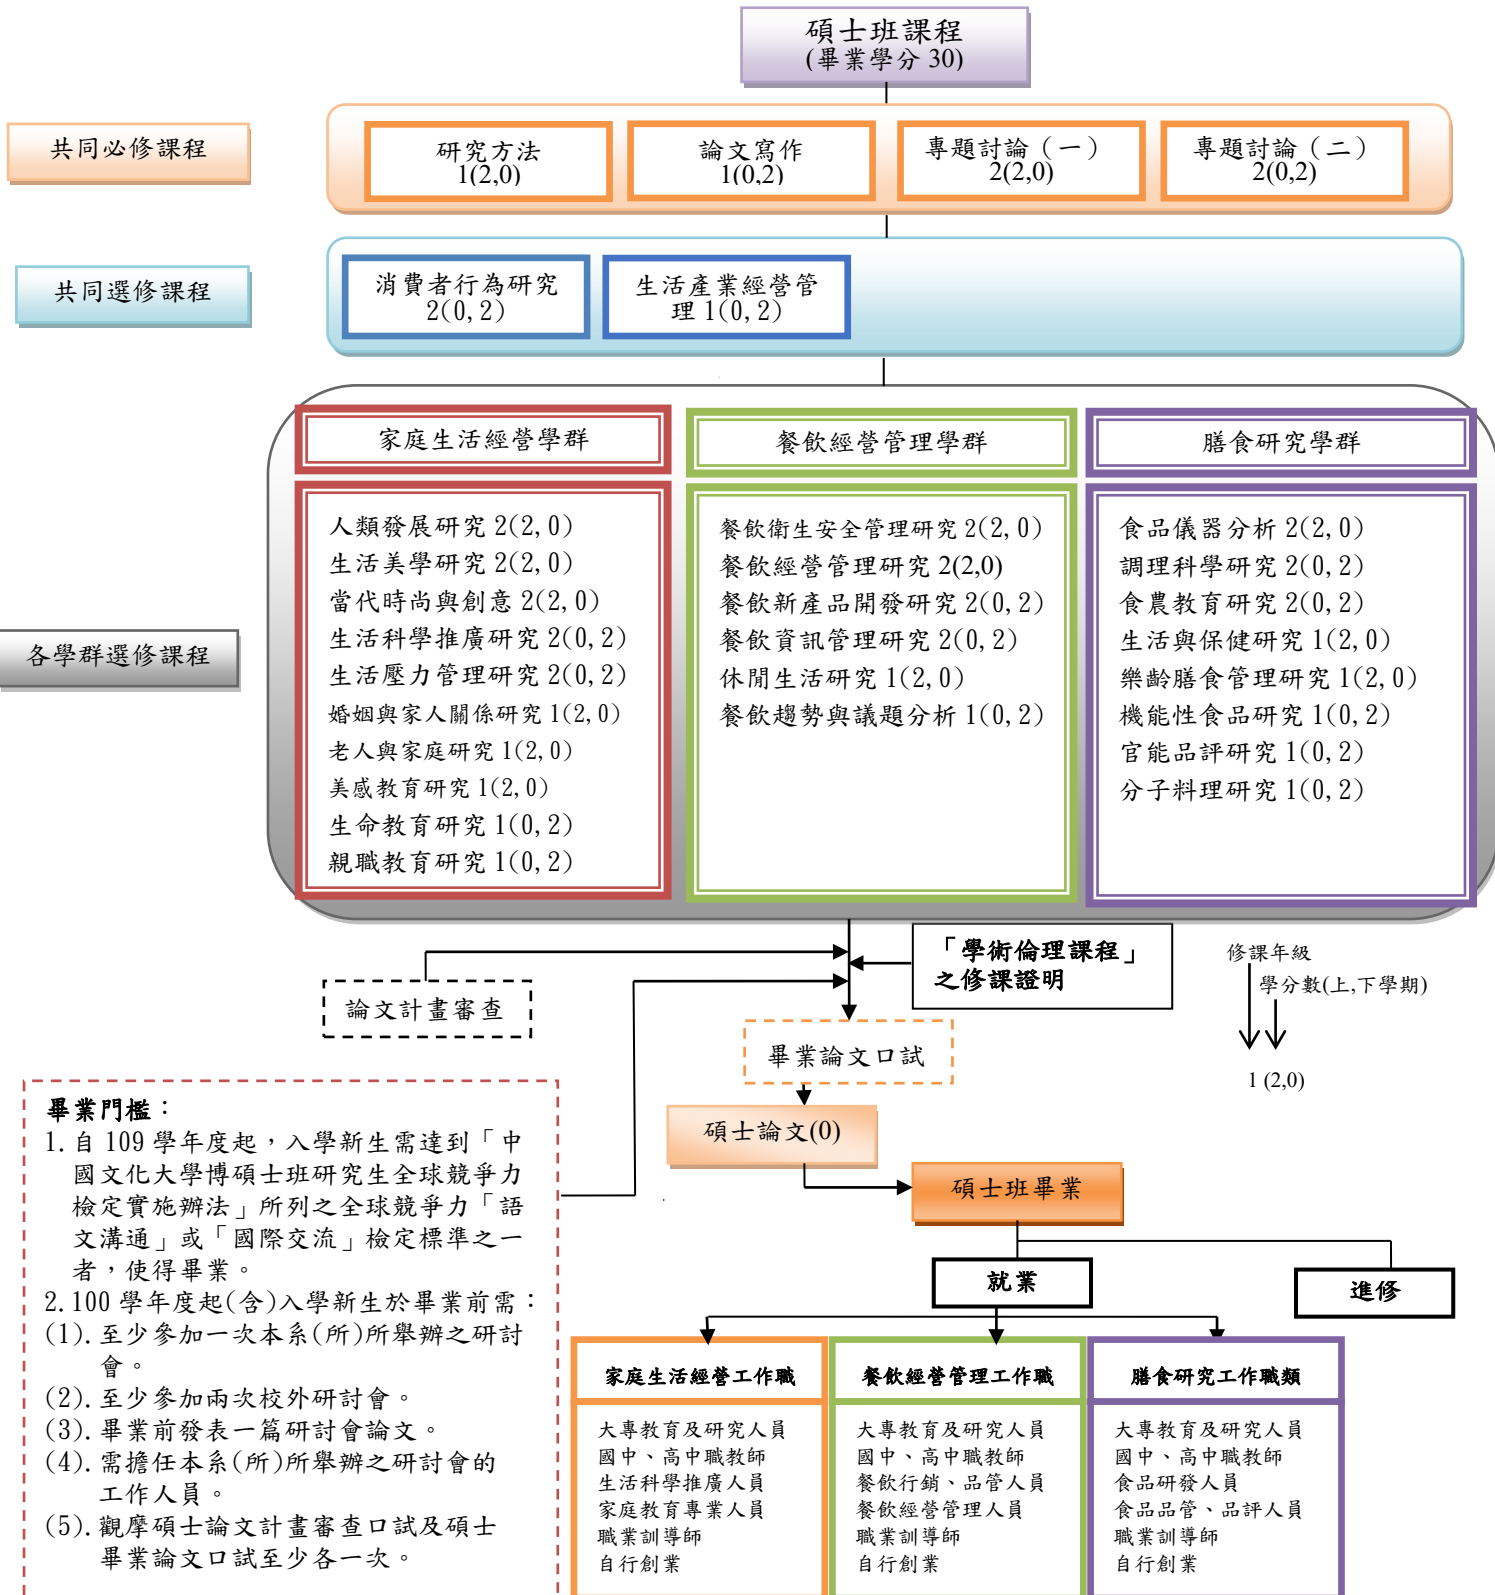 碩士班課程
(畢業學分 30)
共同必修課程
研究方法
1(2,0)
論文寫作
1(0,2)
專題討論（一）
2(2,0)
專題討論（二）
2(0,2)
共同選修課程
消費者行為研究
2(0,2)
生活產業經營管
理 1(0,2)
各學群選修課程
家庭生活經營學群
人類發展研究 2(2,0)
生活美學研究 2(2,0)
當代時尚與創意 2(2,0)
生活科學推廣研究 2(0,2)
生活壓力管理研究 2(0,2)
婚姻與家人關係研究 1(2,0)
老人與家庭研究 1(2,0)
美感教育研究 1(2,0)
生命教育研究 1(0,2)
親職教育研究 1(0,2)
餐飲經營管理學群
餐飲衛生安全管理研究 2(2,0)
餐飲經營管理研究 2(2,0)
餐飲新產品開發研究 2(0,2)
餐飲資訊管理研究 2(0,2)
休閒生活研究 1(2,0)
餐飲趨勢與議題分析 1(0,2)
膳食研究學群
食品儀器分析 2(2,0)
調理科學研究 2(0,2)
食農教育研究 2(0,2)
生活與保健研究 1(2,0)
樂齡膳食管理研究 1(2,0)
機能性食品研究 1(0,2)
官能品評研究 1(0,2)
分子料理研究 1(0,2)
論文計畫審查
「學術倫理課程」
之修課證明
修課年級
學分數(上,下學期)
1 (2,0)
畢業論文口試
碩士論文(0)
碩士班畢業
就業
進修
畢業門檻：
1.自 109 學年度起，入學新生需達到「中
國文化大學博碩士班研究生全球競爭力
檢定實施辦法」所列之全球競爭力「語
文溝通」或「國際交流」檢定標準之一
者，使得畢業。
2.100 學年度起(含)入學新生於畢業前需：
(1).至少參加一次本系(所)所舉辦之研討
會。
(2).至少參加兩次校外研討會。
(3).畢業前發表一篇研討會論文。
(4).需擔任本系(所)所舉辦之研討會的
工作人員。
(5).觀摩碩士論文計畫審查口試及碩士
畢業論文口試至少各一次。
家庭生活經營工作職
大專教育及研究人員
國中、高中職教師
生活科學推廣人員
家庭教育專業人員
職業訓導師
自行創業
餐飲經營管理工作職
大專教育及研究人員
國中、高中職教師
餐飲行銷、品管人員
餐飲經營管理人員
職業訓導師
自行創業
膳食研究工作職類
大專教育及研究人員
國中、高中職教師
食品研發人員
食品品管、品評人員
職業訓導師
自行創業